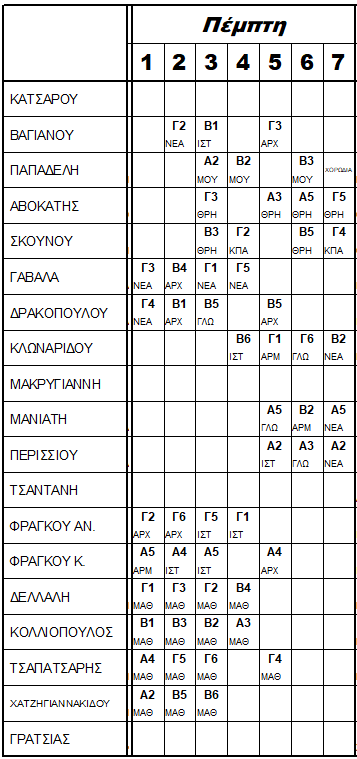 Πέμπτη
1 2 3 4 5 6 7
ΚΑΤΣΑΡΟΥ
Γ2 Β1 Γ3
ΒΑΓΙΑΝΟΥ
ΝΕΑ ΙΣΤ ΑΡΧ
Α2 Β2 Β3
ΠΑΠΑΔΕΛΗ ΧΟΡΩΔΙΑ
ΜΟΥ ΜΟΥ ΜΟΥ
Γ3 Α3 Α5 Γ5
ΑΒΟΚΑΤΗΣ
ΘΡΗ ΘΡΗ ΘΡΗ ΘΡΗ
Β3 Γ2 Β5 Γ4
ΣΚΟΥΝΟΥ
ΘΡΗ ΚΠΑ ΘΡΗ ΚΠΑ
Γ3 Β4 Γ1 Γ5
ΓΑΒΑΛΑ
ΝΕΑ ΑΡΧ ΝΕΑ ΝΕΑ
Γ4 Β1 Β5 Β5
ΔΡΑΚΟΠΟΥΛΟΥ
ΝΕΑ ΑΡΧ ΓΛΩ ΑΡΧ
Β6 Γ1 Γ6 Β2
ΚΛΩΝΑΡΙΔΟΥ
ΙΣΤ ΑΡΜ ΓΛΩ ΝΕΑ
ΜΑΚΡΥΓΙΑΝΝΗ
Α5 Β2 Α5
ΜΑΝΙΑΤΗ
ΓΛΩ ΑΡΜ ΝΕΑ
Α2 Α3 Α2
ΠΕΡΙΣΣΙΟΥ
ΙΣΤ ΓΛΩ ΝΕΑ
ΤΣΑΝΤΑΝΗ
Γ2 Γ6 Γ5 Γ1
ΦΡΑΓΚΟΥ ΑΝ.
ΑΡΧ ΑΡΧ ΙΣΤ ΙΣΤ
Α5 Α4 Α5 Α4
ΦΡΑΓΚΟΥ Κ.
ΑΡΜ ΙΣΤ ΙΣΤ ΑΡΧ
Γ1 Γ3 Γ2 Β4
ΔΕΛΛΑΛΗ
ΜΑΘ ΜΑΘ ΜΑΘ ΜΑΘ
Β1 Β3 Β2 Α3
ΚΟΛΛΙΟΠΟΥΛΟΣ
ΜΑΘ ΜΑΘ ΜΑΘ ΜΑΘ
Α4 Γ5 Γ6 Γ4
ΤΣΑΠΑΤΣΑΡΗΣ
ΜΑΘ ΜΑΘ ΜΑΘ ΜΑΘ
Α2 Β5 Β6
ΧΑΤΖΗΓΙΑΝΝΑΚΙΔΟΥ
ΜΑΘ ΜΑΘ ΜΑΘ
ΓΡΑΤΣΙΑΣ